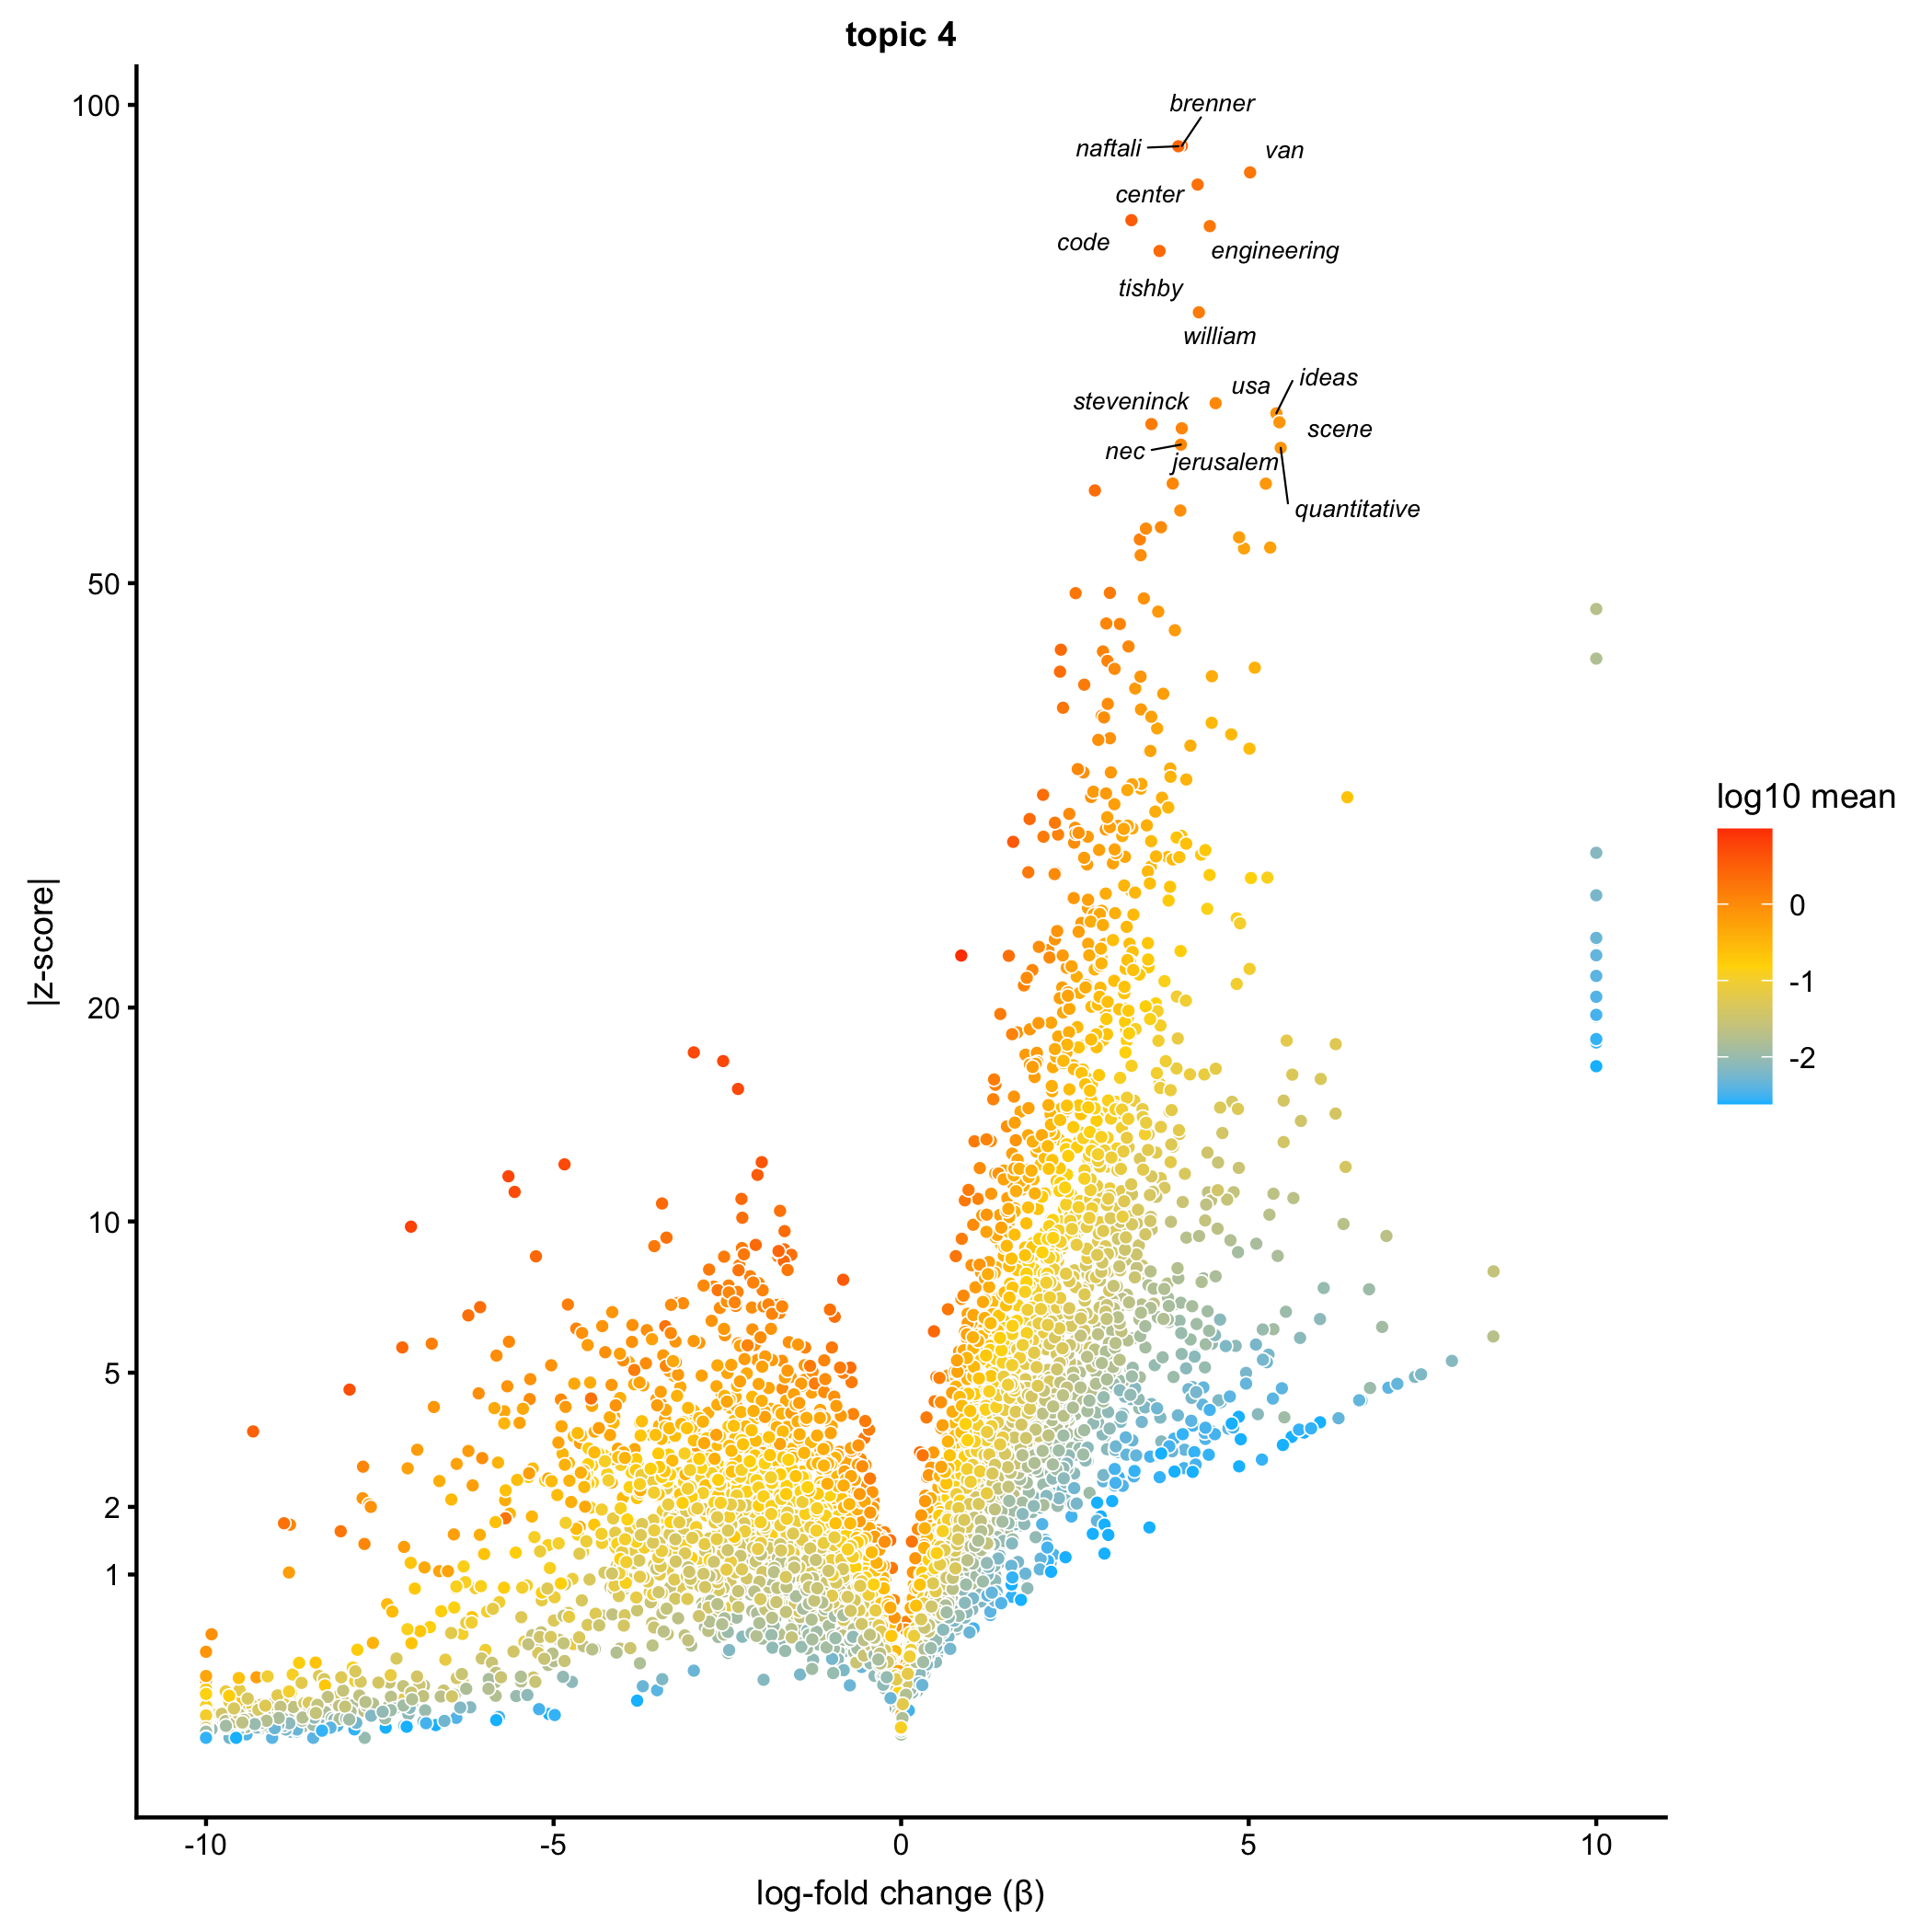 topic 4
100
brenner
naftali
van
center
code
engineering
tishby
william
ideas
usa
steveninck
scene
nec
jerusalem
quantitative
50
log10 mean
0
-1
-2
|z-score|
20
10
5
2
1
-10 -5 0 5 10
log-fold change (β)